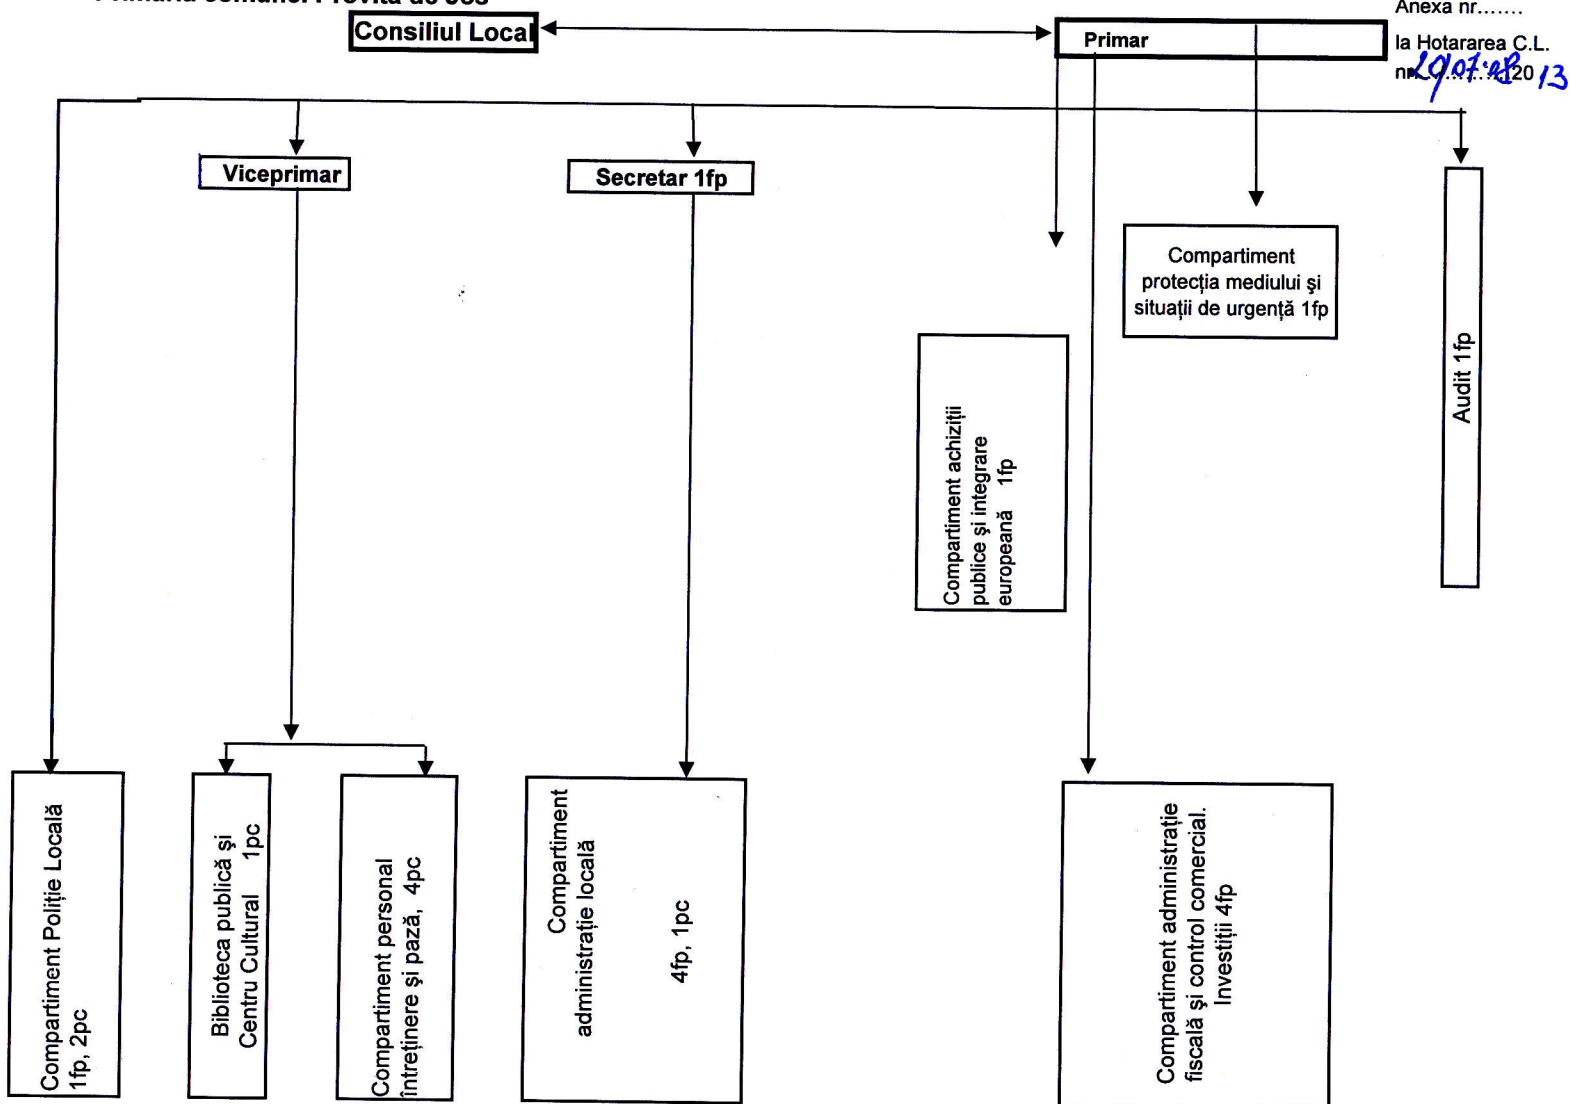 Consiliul Local
Primar
Anexa nr.......
la Hotararea C.L.
20 13
Viceprimar
Secretar 1fp
Compartiment
protecția mediului și
situații de urgență 1fp
Audit 1fp
Compartiment achiziții
publice și integrare
europeană 1fp
Compartiment Poliție Locală
1fp, 2pc
Biblioteca publică și
Centru Cultural 1pc
Compartiment personal
întreținere și pază, 4pc
Compartiment
administrație locală
4fp, 1pc
Compartiment administrație
fiscală și control comercial.
Investiții 4fp